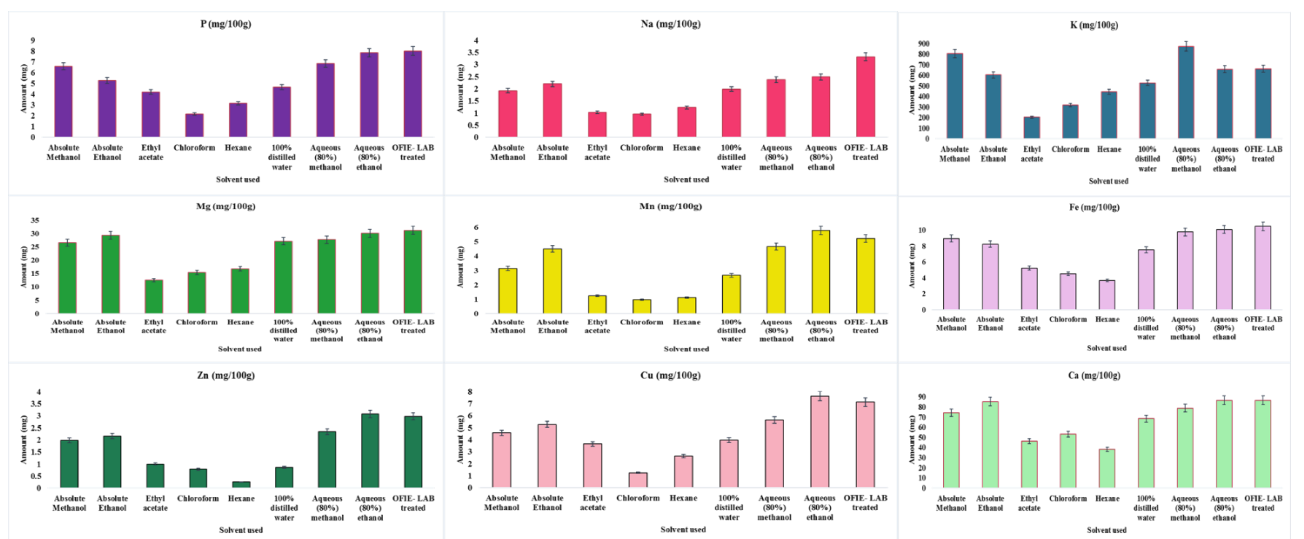 P (mg/100g)
Amount (mg)
9
8
7
6
5
4
3
2
1
0
Absolute Methanol
Absolute Ethanol
Ethyl acetate
Chloroform
Hexane
100% distilled water
Aqueous (80%) methanol
Aqueous (80%) ethanol
OFIE- LAB treated
Solvent used
Na (mg/100g)
Amount (mg)
4
3.5
3
2.5
2
1.5
1
0.5
0
Absolute Methanol
Absolute Ethanol
Ethyl acetate
Chloroform
Hexane
100% distilled water
Aqueous (80%) methanol
Aqueous (80%) ethanol
OFIE- LAB treated
Solvent used
K (mg/100g)
Amount (mg)
900
800
700
600
500
400
300
200
100
0
Absolute Methanol
Absolute Ethanol
Ethyl acetate
Chloroform
Hexane
100% distilled water
Aqueous (80%) methanol
Aqueous (80%) ethanol
OFIE- LAB treated
Solvent used
Mg (mg/100g)
Amount (mg)
35
30
25
20
15
10
5
0
Absolute Methanol
Absolute Ethanol
Ethyl acetate
Chloroform
Hexane
100% distilled water
Aqueous (80%) methanol
Aqueous (80%) ethanol
OFIE- LAB treated
Solvent used
Mn (mg/100g)
Amount (mg)
6
5
4
3
2
1
0
Absolute Methanol
Absolute Ethanol
Ethyl acetate
Chloroform
Hexane
100% distilled water
Aqueous (80%) methanol
Aqueous (80%) ethanol
OFIE- LAB treated
Solvent used
Fe (mg/100g)
Amount (mg)
10
8
6
4
2
0
Absolute Methanol
Absolute Ethanol
Ethyl acetate
Chloroform
Hexane
100% distilled water
Aqueous (80%) methanol
Aqueous (80%) ethanol
OFIE- LAB treated
Solvent used
Zn (mg/100g)
Amount (mg)
4
3.5
3
2.5
2
1.5
1
0.5
0
Absolute Methanol
Absolute Ethanol
Ethyl acetate
Chloroform
Hexane
100% distilled water
Aqueous (80%) methanol
Aqueous (80%) ethanol
OFIE- LAB treated
Solvent used
Cu (mg/100g)
Amount (mg)
8
7
6
5
4
3
2
1
0
Absolute Methanol
Absolute Ethanol
Ethyl acetate
Chloroform
Hexane
100% distilled water
Aqueous (80%) methanol
Aqueous (80%) ethanol
OFIE- LAB treated
Solvent used
Ca (mg/100g)
Amount (mg)
90
80
70
60
50
40
30
20
10
0
Absolute Methanol
Absolute Ethanol
Ethyl acetate
Chloroform
Hexane
100% distilled water
Aqueous (80%) methanol
Aqueous (80%) ethanol
OFIE- LAB treated
Solvent used